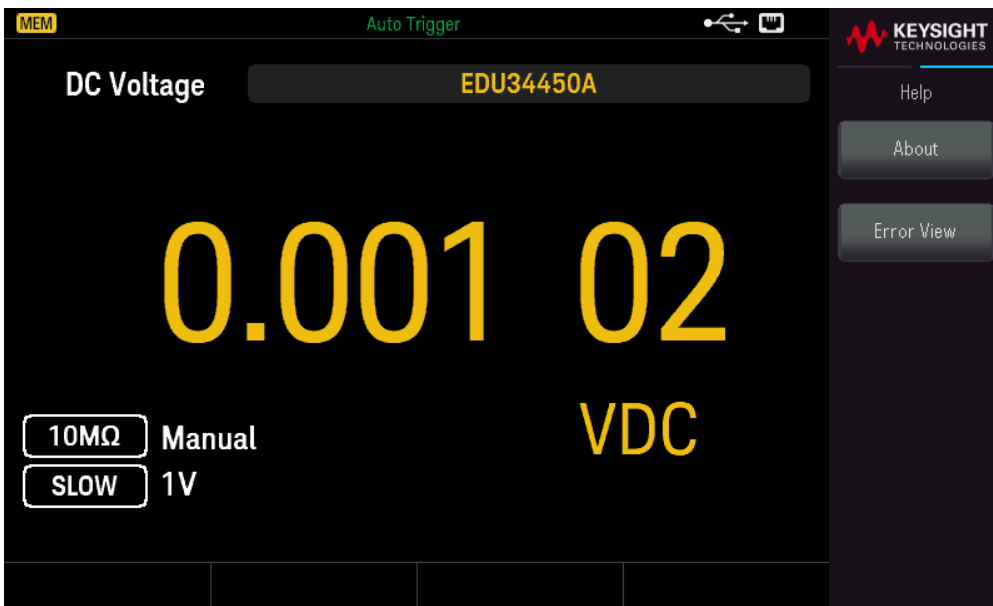 MEM
Auto Trigger
KEYSIGHT
TECHNOLOGIES
DC Voltage
EDU34450A
Help
About
Error View
0.001 02
VDC
10MΩ Manual
SLOW 1V